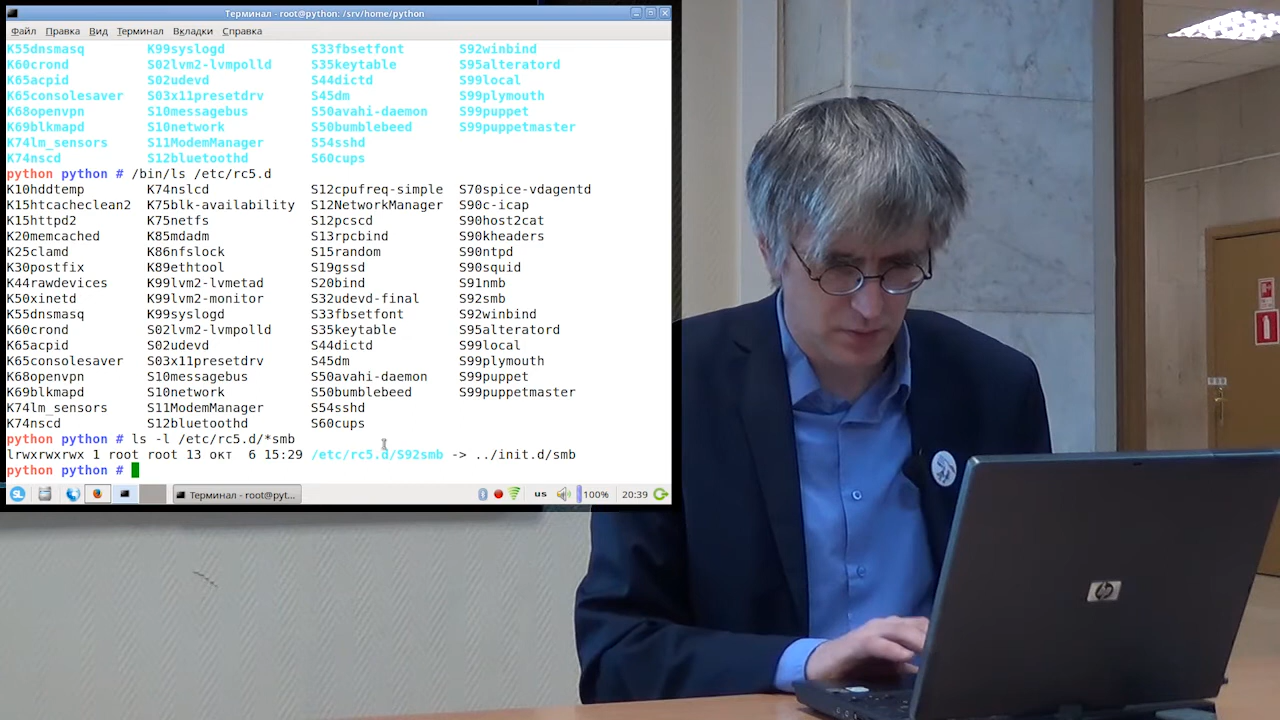 Терминал - root@python: /srv/home/python
Файл Правка Вид Терминал Вкладки Справка
K55dnsmasq K99syslogd S33fbsetfont S92winbind
K60crond S02lvm2-lvmpolld S35keytable S95alteratord
K65acpid S02udevd S44dictd S99local
K65consolesaver S03x11presetdrv S45dm S99plymouth
K68openvpn S10messagebus S50avahi-daemon S99puppet
K69blkmapd S10network S50bumblebeed S99puppetmaster
K74lm_sensors S11ModemManager S54sshd
K74nscd S12bluetoothd S60cups
python python # /bin/ls /etc/rc5.d
K10hddtemp K74nslcd S12cpufreq-simple S70spice-vdagentd
K15htcacheclean2 K75blk-availability S12NetworkManager S90c-icap
K15httpd2 K75netfs S12pcscd S90host2cat
K20memcached K85mdadm S13rpcbind S90kheaders
K25clamd K86nfslock S15random S90ntpd
K30postfix K89ethtool S19gssd S90squid
K44rawdevices K99lvm2-lvmetad S20bind S91nmb
K50xinetd K99lvm2-monitor S32udevd-final S92smb
K55dnsmasq K99syslogd S33fbsetfont S92winbind
K60crond S02lvm2-lvmpolld S35keytable S95alteratord
K65acpid S02udevd S44dictd S99local
K65consolesaver S03x11presetdrv S45dm S99plymouth
K68openvpn S10messagebus S50avahi-daemon S99puppet
K69blkmapd S10network S50bumblebeed S99puppetmaster
K74lm_sensors S11ModemManager S54sshd
K74nscd S12bluetoothd S60cups
python python # ls -l /etc/rc5.d/*smb
lrwxrwxrwx 1 root root 13 окт 6 15:29 /etc/rc5.d/S92smb -> ../init.d/smb
python python #
SL Терминал - root@pyt... us 100% 20:39
hp